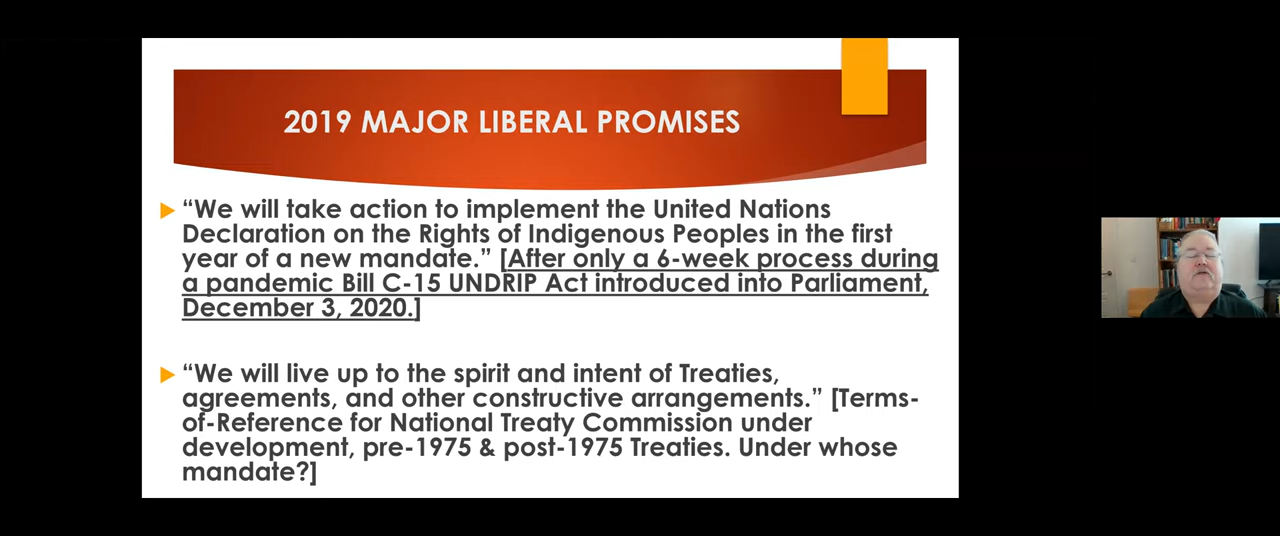 2019 MAJOR LIBERAL PROMISES
“We will take action to implement the United Nations
Declaration on the Rights of Indigenous Peoples in the first
year of a new mandate.” [After only a 6-week process during
a pandemic Bill C-15 UNDRIP Act introduced into Parliament,
December 3, 2020.]
“We will live up to the spirit and intent of Treaties,
agreements, and other constructive arrangements.” [Terms-
of-Reference for National Treaty Commission under
development, pre-1975 & post-1975 Treaties. Under whose
mandate?]